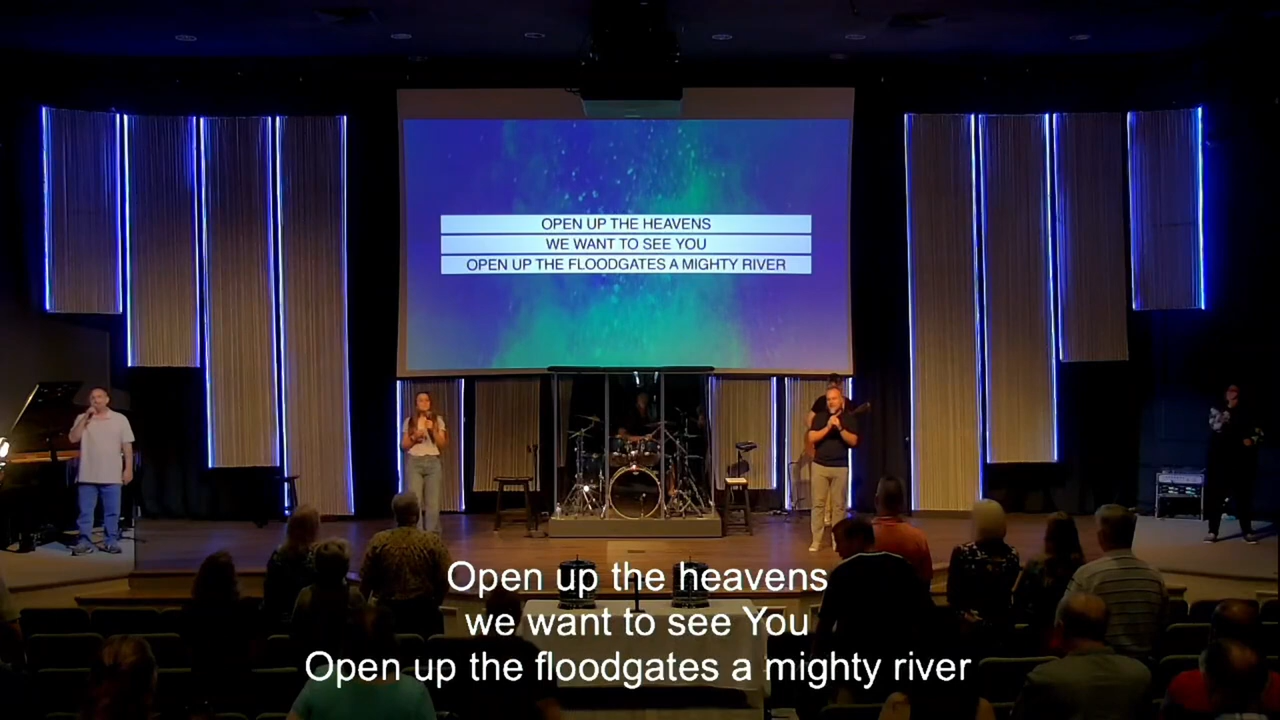 OPEN UP THE HEAVENS
WE WANT TO SEE YOU
OPEN UP THE FLOODGATES A MIGHTY RIVER
Open up the heavens
we want to see You
Open up the floodgates a mighty river